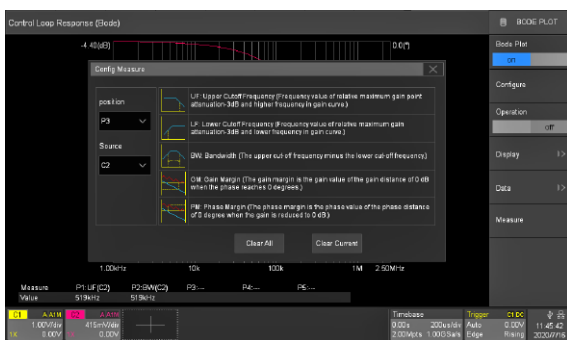 Control Loop Response (Bode)
BODE PLOT
-4.40(dB)
0.0(°)
Bode Plot
on
Config Measure
Configure
position
P3
Source
C2
UF: Upper Cutoff Frequency (Frequency value of relative maximum gain point
attenuation-3dB and higher frequency in gain curve.)
LF: Lower Cutoff Frequency (Frequency value of relative maximum gain
attenuation-3dB and lower frequency in gain curve.)
BW: Bandwidth (The upper cut-off frequency minus the lower cut-off frequency.)
GM: Gain Margin (The gain margin is the gain value of the gain distance of 0 dB
when the phase reaches 0 degrees.)
PM: Phase Margin (The phase margin is the phase value of the phase distance
of 0 degree when the gain is reduced to 0 dB.)
Operation
off
Display
Data
Measure
Clear All
Clear Current
1.00kHz 10k 100k 1M 2.50MHz
Measure P1:UF(C2) P2:BW(C2) P3:--- P4:--- P5:---
Value 519kHz 519kHz
C1 C2 Timebase Trigger C1 DC
1.00V/div 415mV/div 0.00s 200us/div Auto 0.00V 11:45:42
1X 0.00V 0.00V 2.00Mpts 1.00GSa/s Edge Rising 2020/7/16